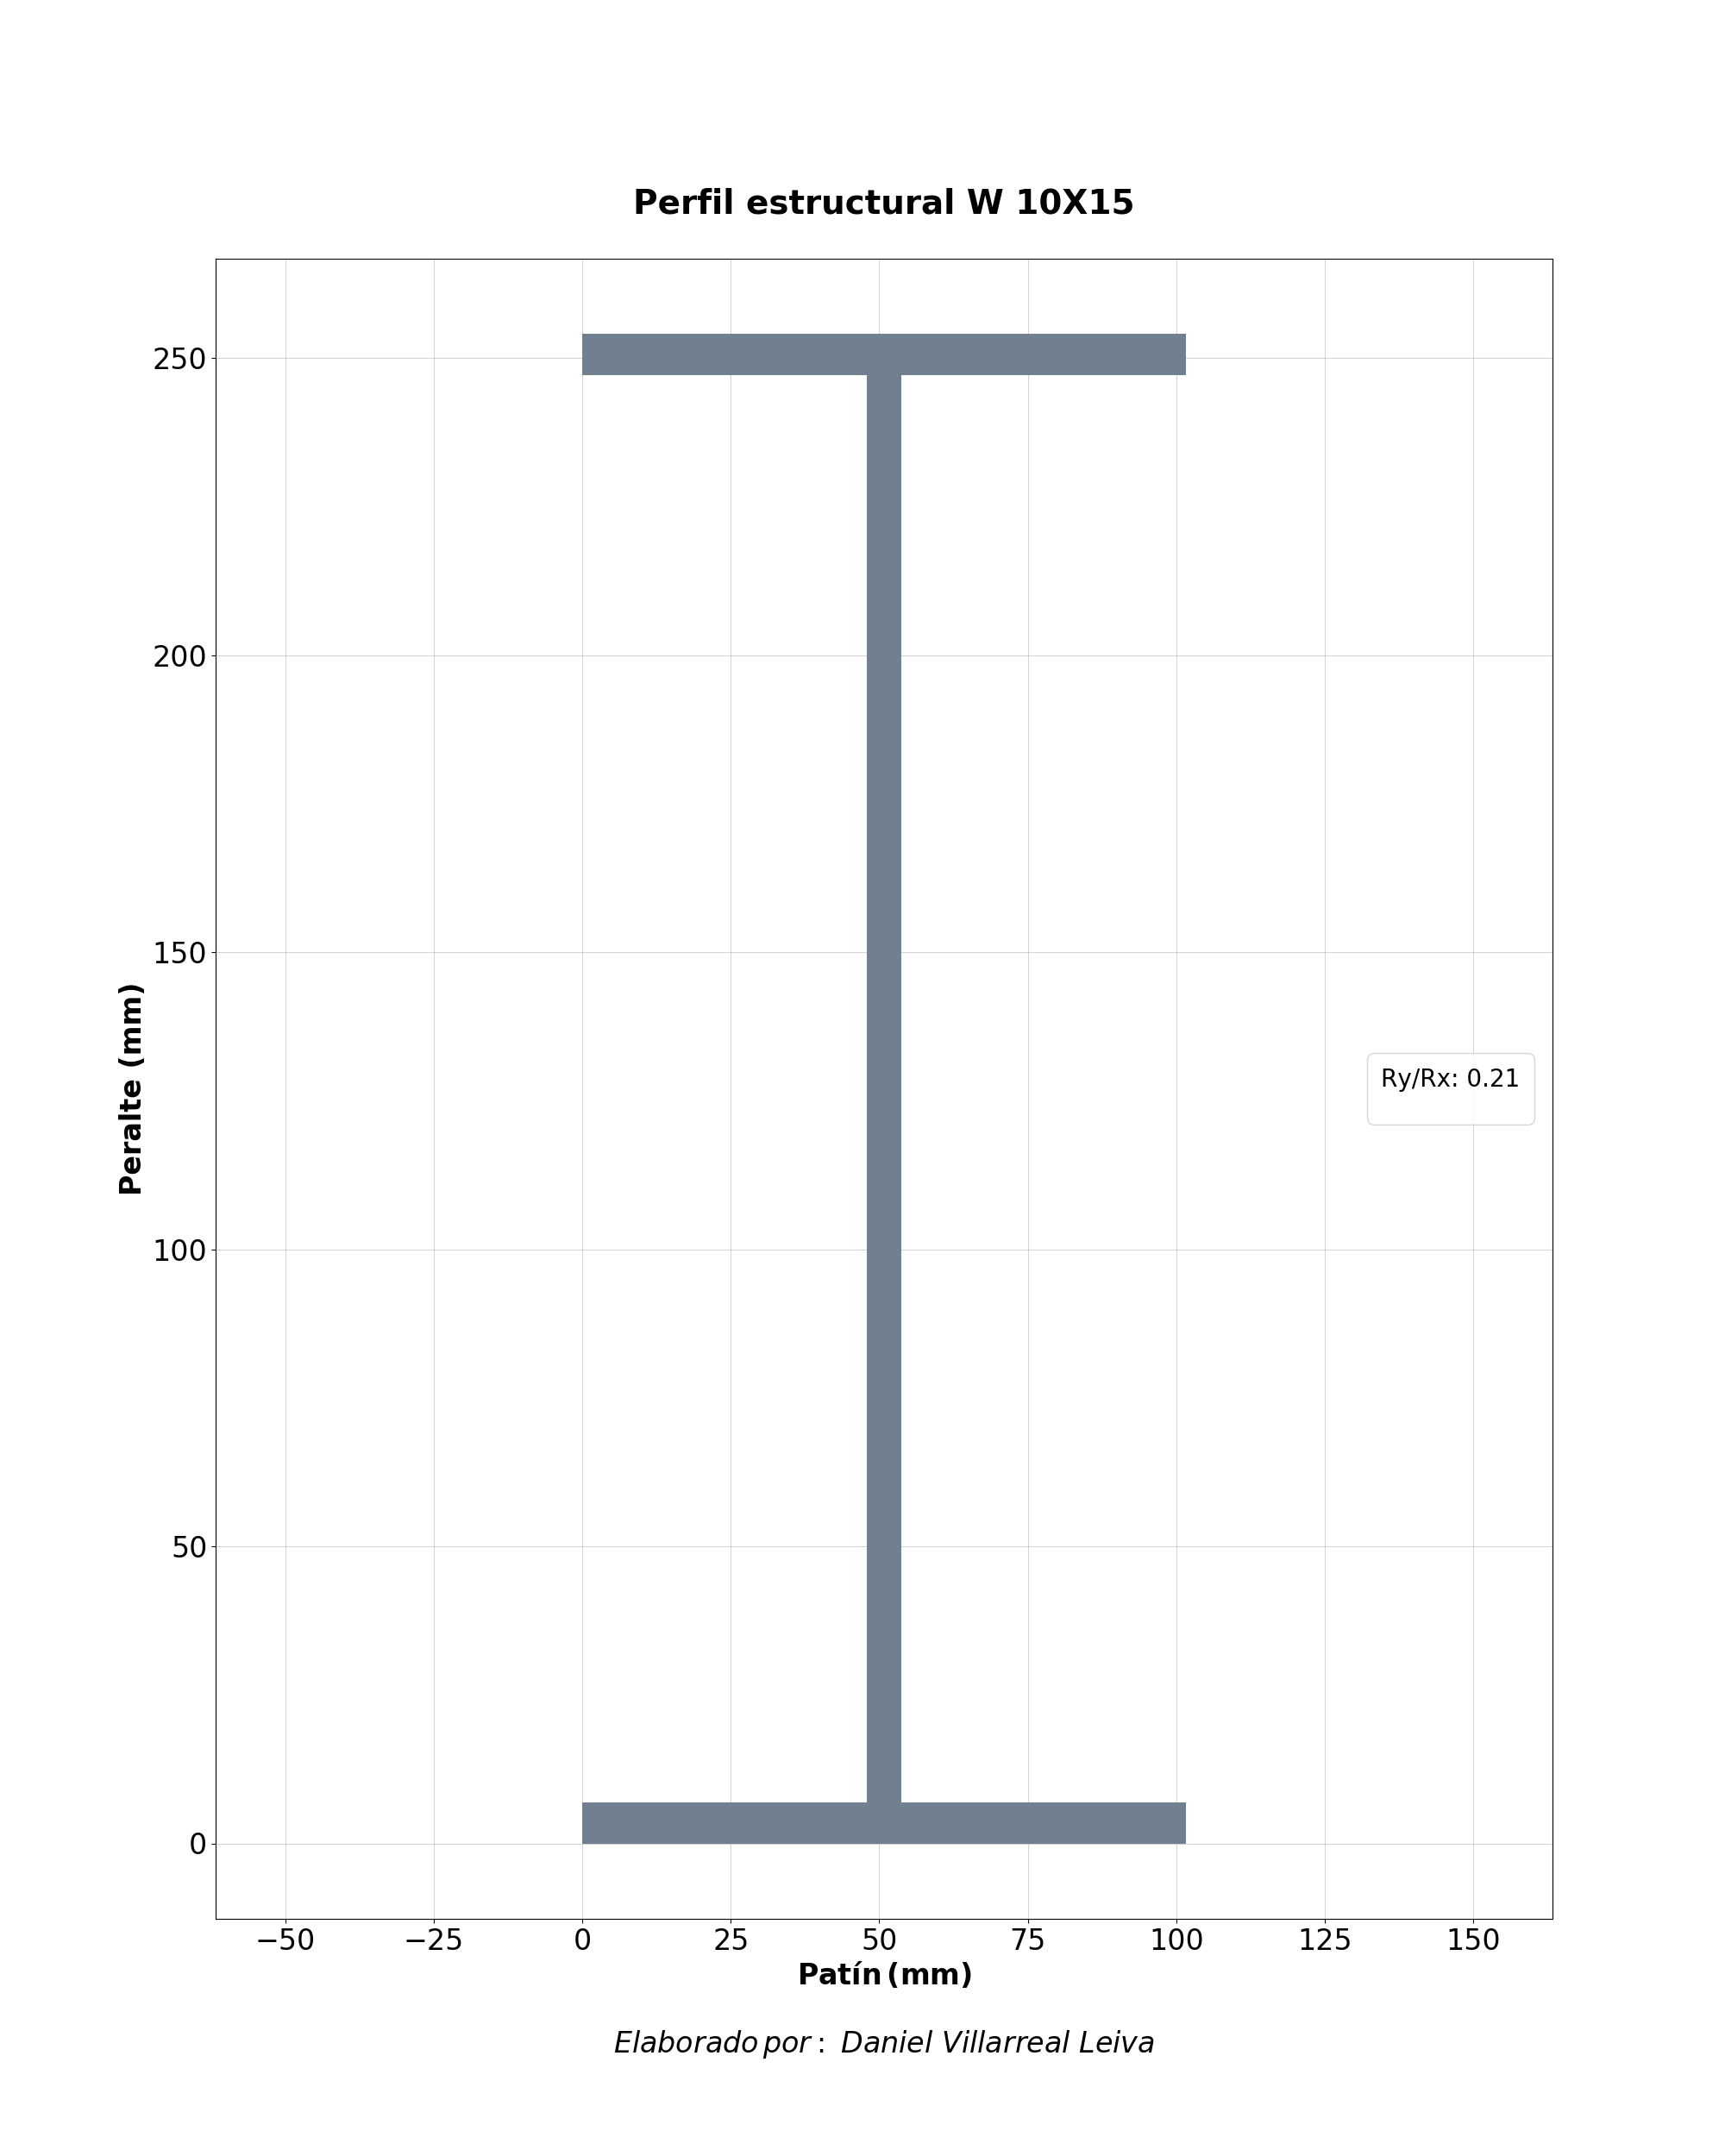 Perfil estructural W 10X15
250
200
150
100
50
0
Peralte (mm)
Ry/Rx: 0.21
−50 −25 0 25 50 75 100 125 150
Patín (mm)
Elaborado por: Daniel Villarreal Leiva